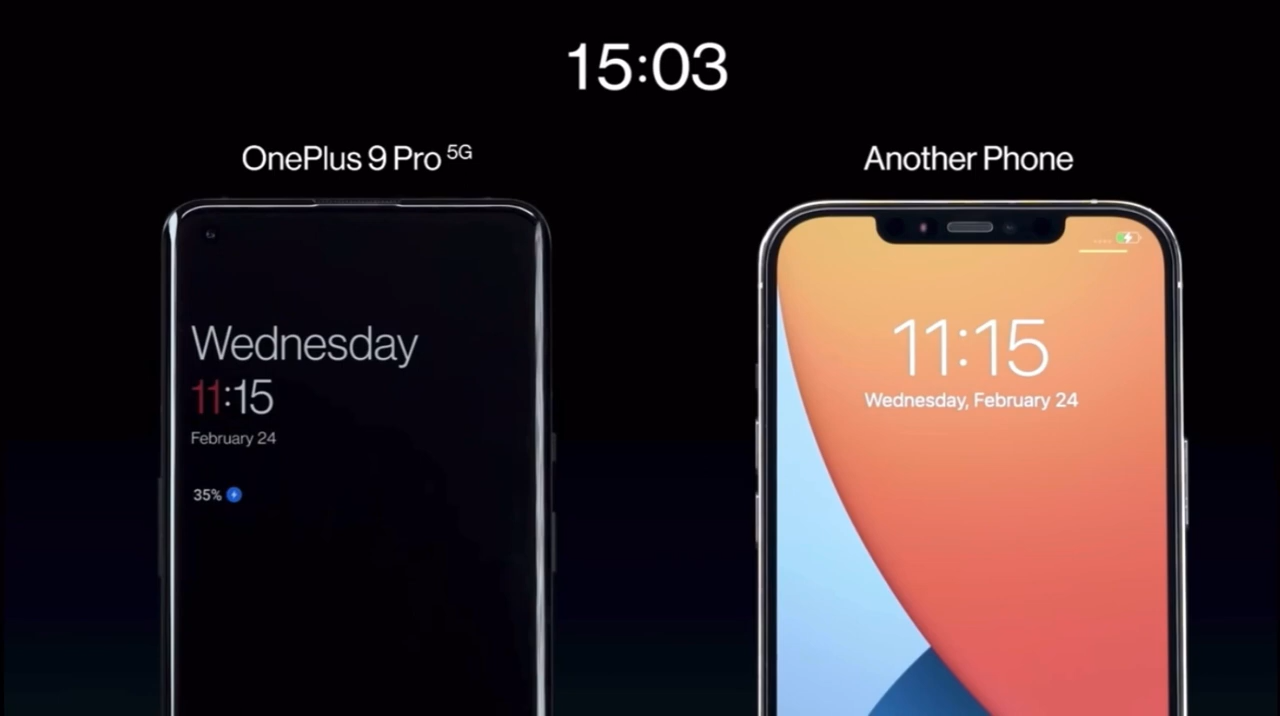 15:03
OnePlus 9 Pro 5G
Another Phone
Wednesday
11:15
February 24
35%
11:15
Wednesday, February 24